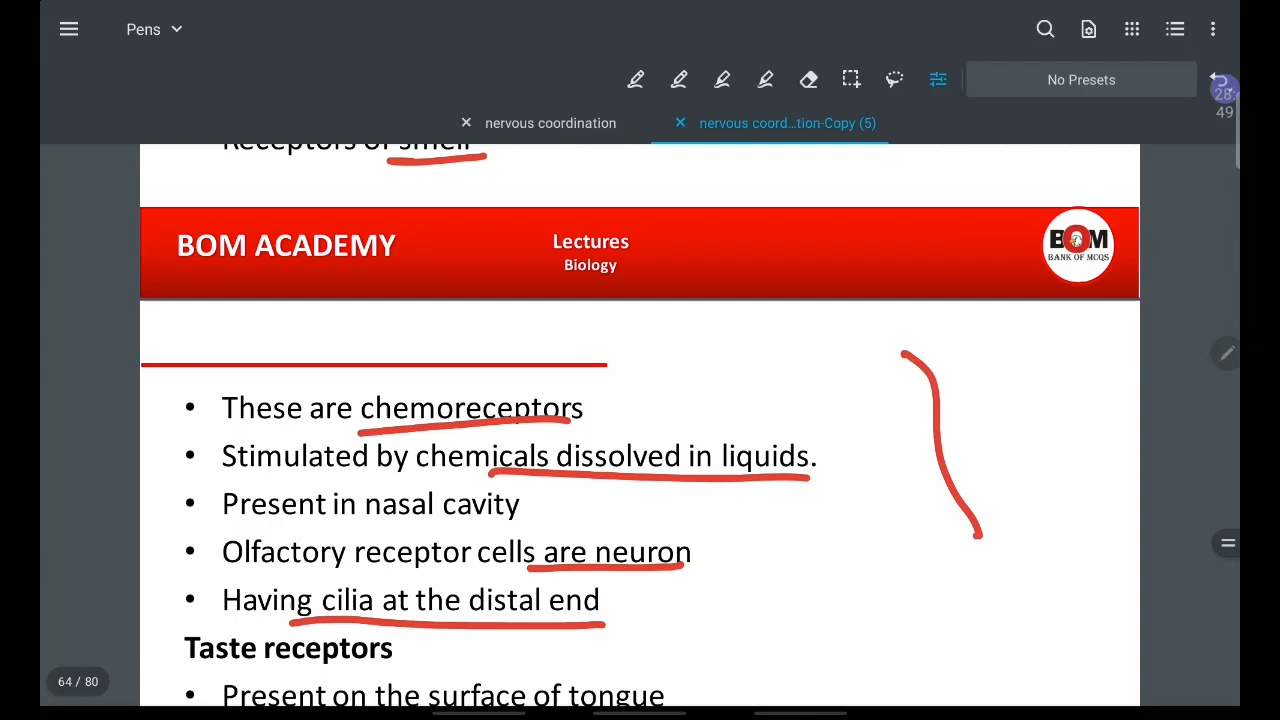 Pens
No Presets
28:
49
nervous coordination
nervous coord...tion-Copy (5)
Receptors of smell
BOM ACADEMY
Lectures
Biology
BOM
BANK OF MCQS
• These are chemoreceptors
• Stimulated by chemicals dissolved in liquids.
• Present in nasal cavity
• Olfactory receptor cells are neuron
• Having cilia at the distal end
Taste receptors
• Present on the surface of tongue
64 / 80